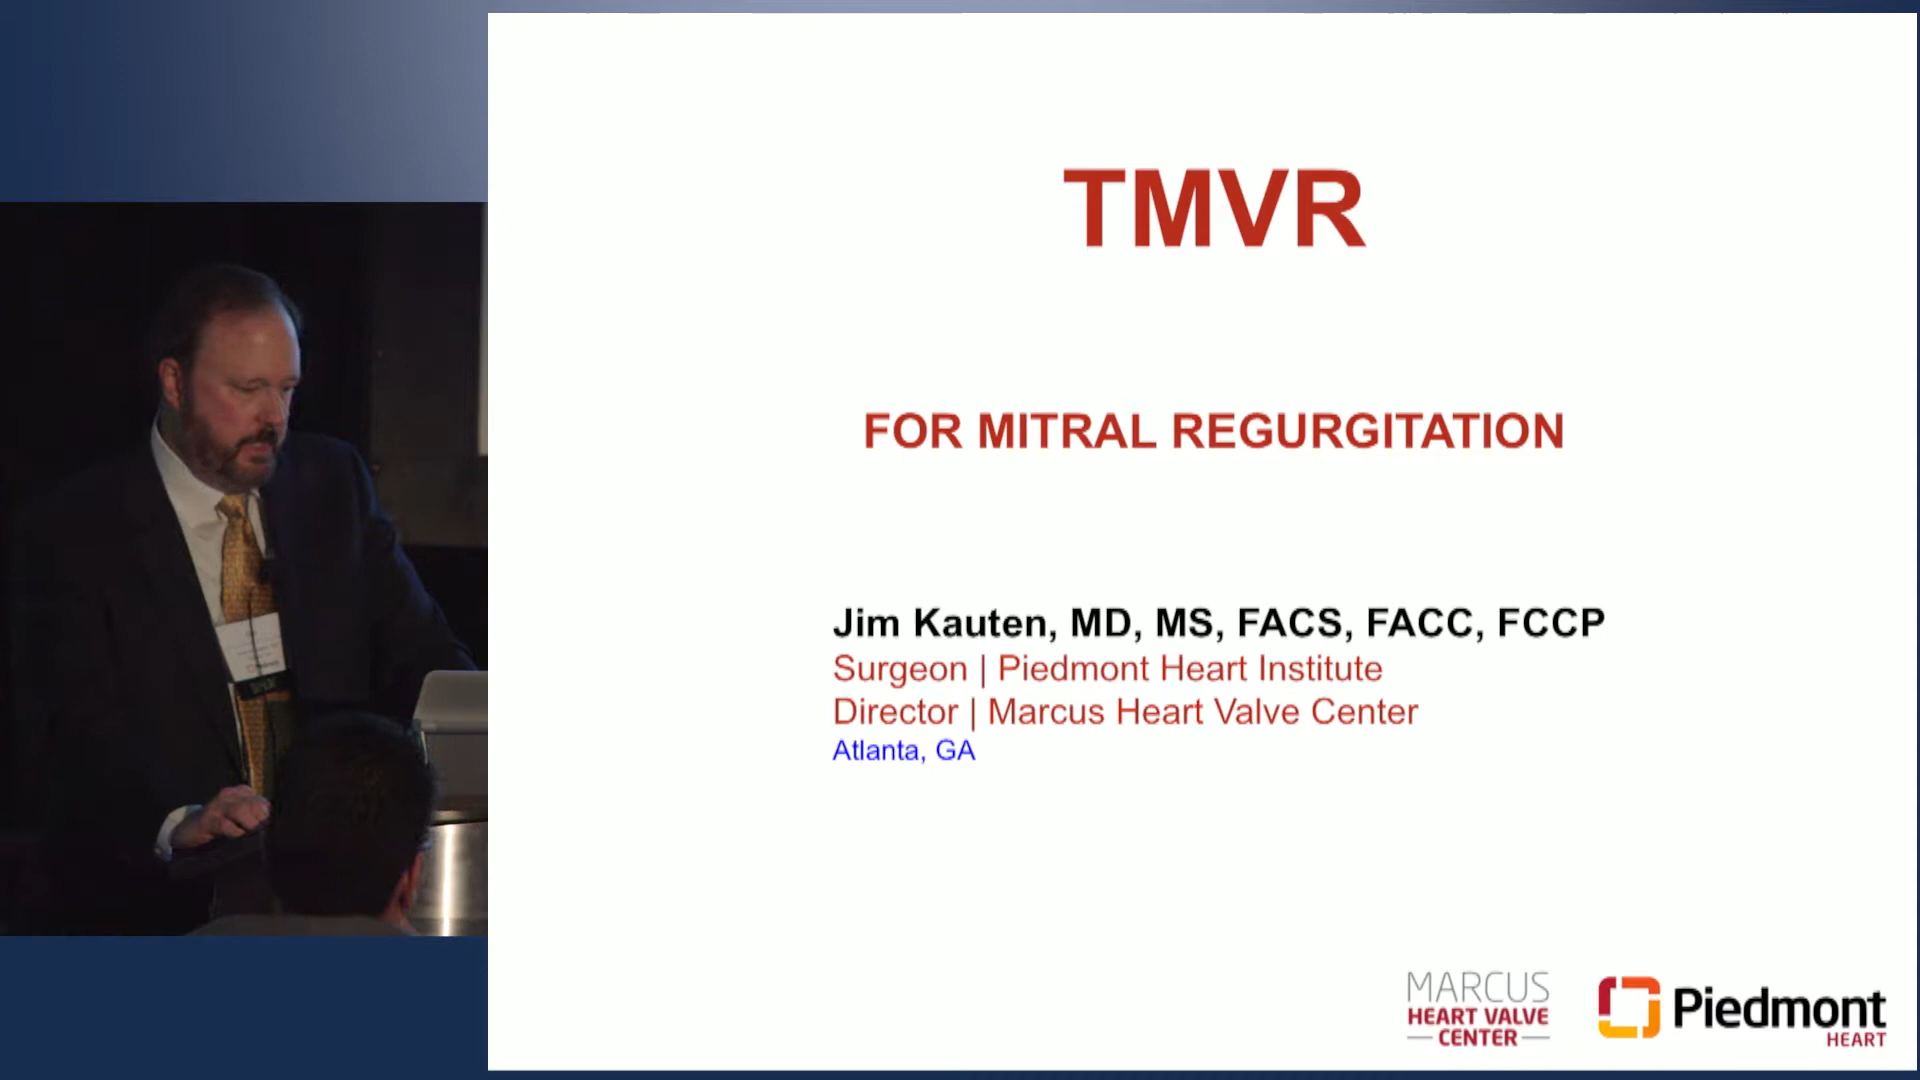 TMVR
FOR MITRAL REGURGITATION
Jim Kauten, MD, MS, FACS, FACC, FCCP
Surgeon | Piedmont Heart Institute
Director | Marcus Heart Valve Center
Atlanta, GA
MARCUS
HEART VALVE
CENTER
Piedmont
HEART